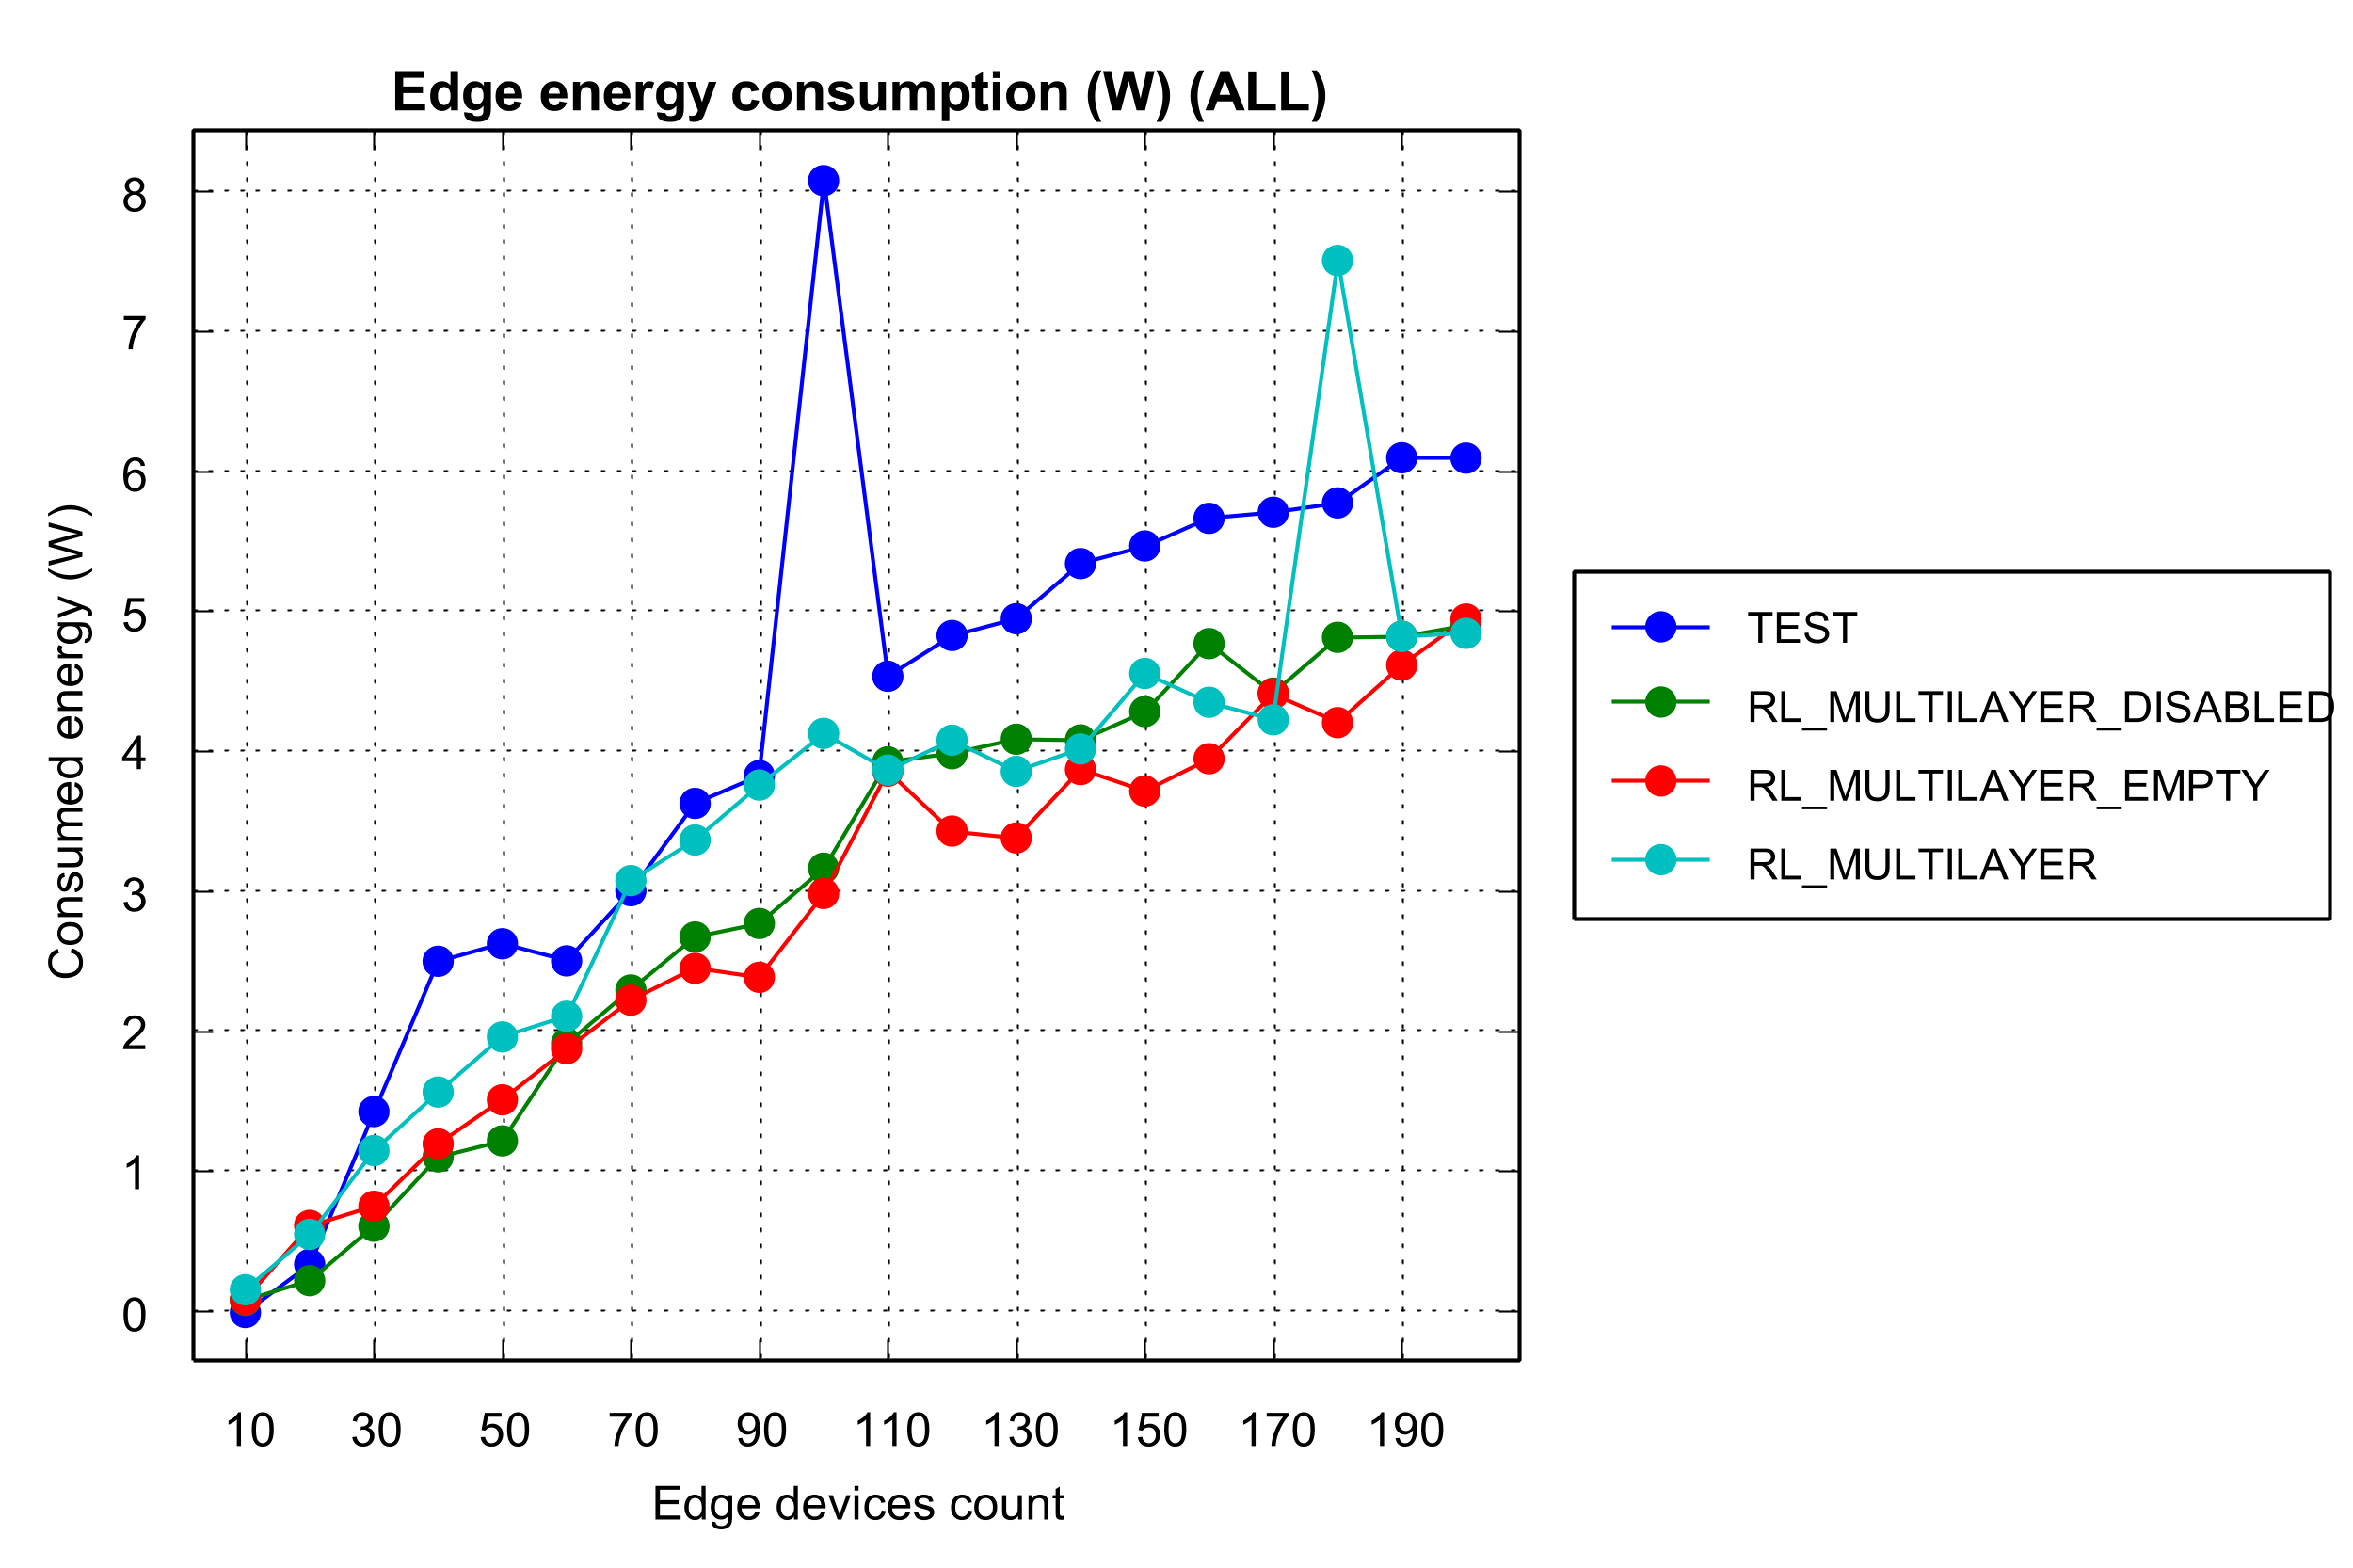 Edge energy consumption (W) (ALL)
8
7
6
5
4
3
2
1
0
Consumed energy (W)
10 30 50 70 90 110 130 150 170 190
Edge devices count
TEST
RL_MULTILAYER_DISABLED
RL_MULTILAYER_EMPTY
RL_MULTILAYER